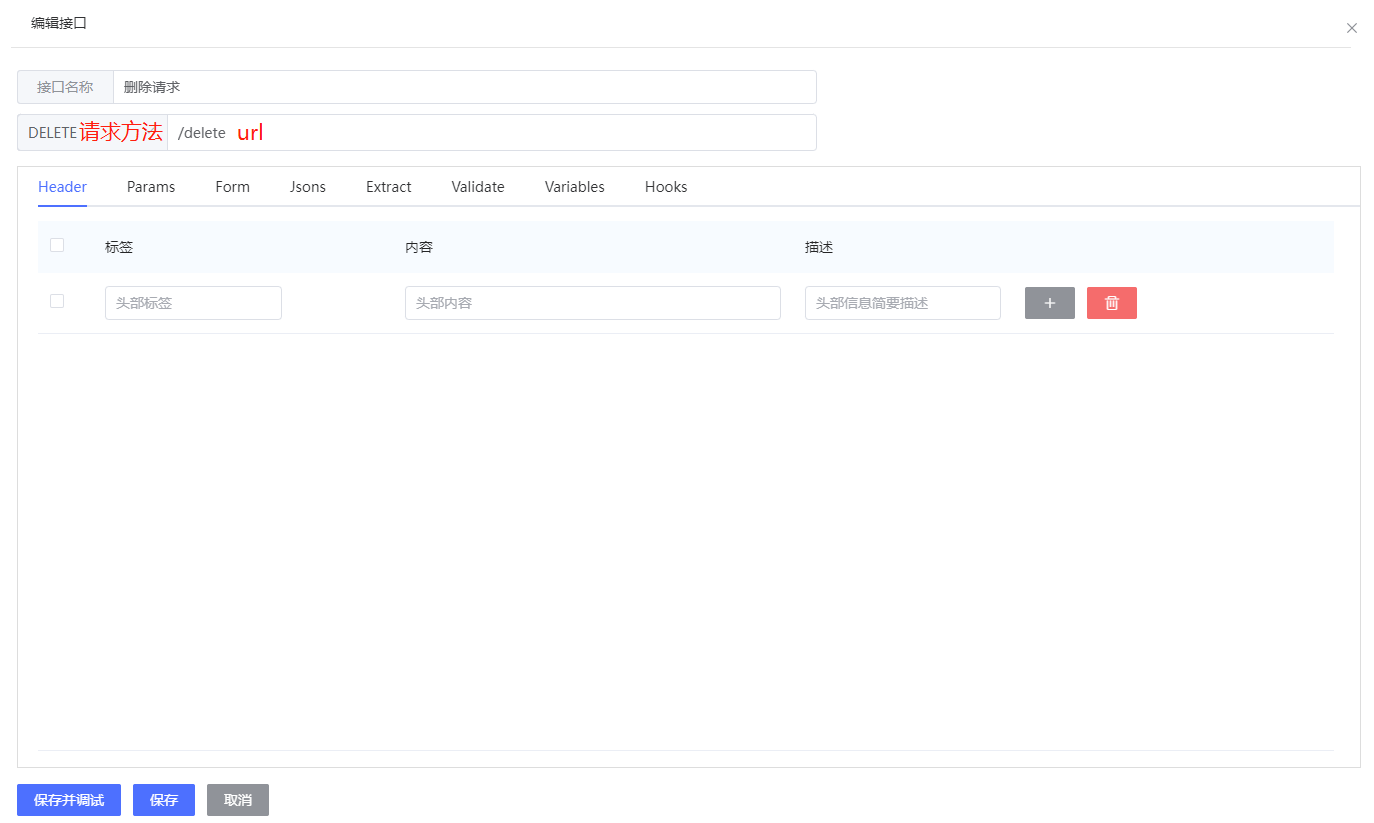 编辑接口
接口名称 删除请求
DELETE 请求方法 /delete url
Header Params Form Jsons Extract Validate Variables Hooks
标签 内容 描述
头部标签 头部内容 头部信息简要描述
保存并调试 保存 取消